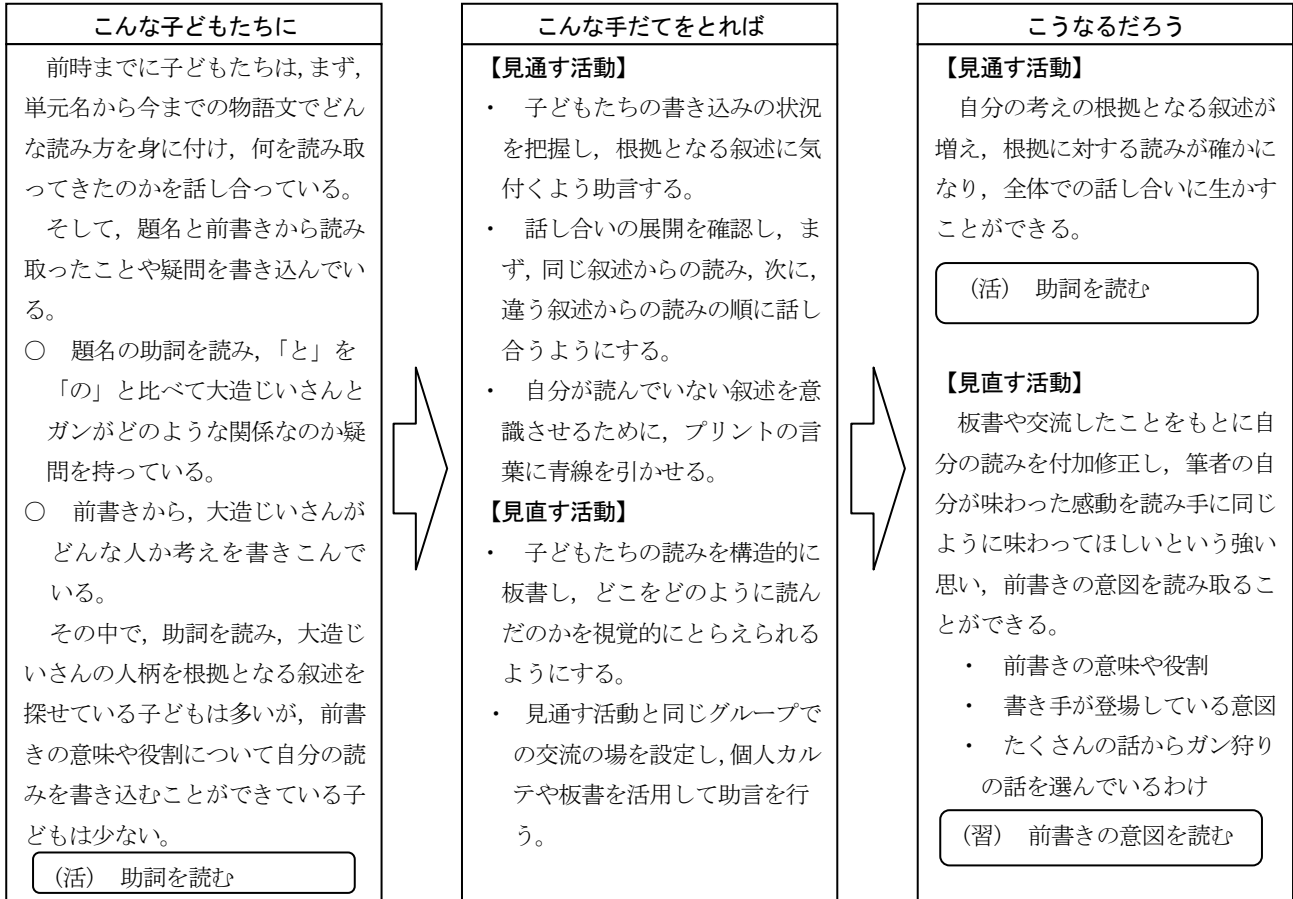 こんな子どもたちに
前時までに子どもたちは，まず，
単元名から今までの物語文でどん
な読み方を身に付け，何を読み取
ってきたのかを話し合っている。
そして，題名と前書きから読み
取ったことや疑問を書き込んでい
る。
○　題名の助詞を読み，「と」を
「の」と比べて大造じいさんと
ガンがどのような関係なのか疑
問を持っている。
○　前書きから，大造じいさんが
どんな人か考えを書きこんで
いる。
その中で，助詞を読み，大造じ
いさんの人柄を根拠となる叙述を
探せている子どもは多いが，前書
きの意味や役割について自分の読
みを書き込むことができている子
どもは少ない。
（活）　助詞を読む
こんな手だてをとれば
【見通す活動】
・　子どもたちの書き込みの状況
を把握し，根拠となる叙述に気
付くよう助言する。
・　話し合いの展開を確認し，ま
ず，同じ叙述からの読み，次に，
違う叙述からの読みの順に話し
合うようにする。
・　自分が読んでいない叙述を意
識させるために，プリントの言
葉に青線を引かせる。
【見直す活動】
・　子どもたちの読みを構造的に
板書し，どこをどのように読ん
だのかを視覚的にとらえられる
ようにする。
・　見通す活動と同じグループで
の交流の場を設定し，個人カル
テや板書を活用して助言を行
う。
こうなるだろう
【見通す活動】
自分の考えの根拠となる叙述が
増え，根拠に対する読みが確かに
なり，全体での話し合いに生かす
ことができる。
（活）　助詞を読む
【見直す活動】
板書や交流したことをもとに自
分の読みを付加修正し，筆者の自
分が味わった感動を読み手に同じ
ように味わってほしいという強い
思い，前書きの意図を読み取るこ
とができる。
・　前書きの意味や役割
・　書き手が登場している意図
・　たくさんの話からガン狩り
の話を選んでいるわけ
（習）　前書きの意図を読む